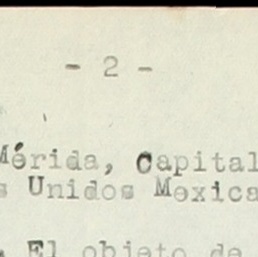 - 2 -
Mérida, Capital
s Unidos Mexica
. El objeto de